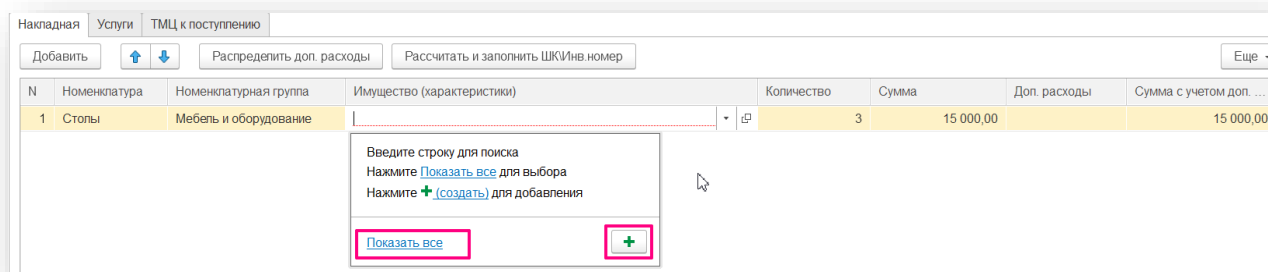 Накладная Услуги ТМЦ к поступлению
Добавить Распределить доп. расходы Рассчитать и заполнить ШК\Инв.номер Еще
N Номенклатура Номенклатурная группа Имущество (характеристики) Количество Сумма Доп. расходы Сумма с учетом доп. ...
1 Столы Мебель и оборудование 3 15 000,00 15 000,00
Введите строку для поиска
Нажмите Показать все для выбора
Нажмите + (создать) для добавления
Показать все